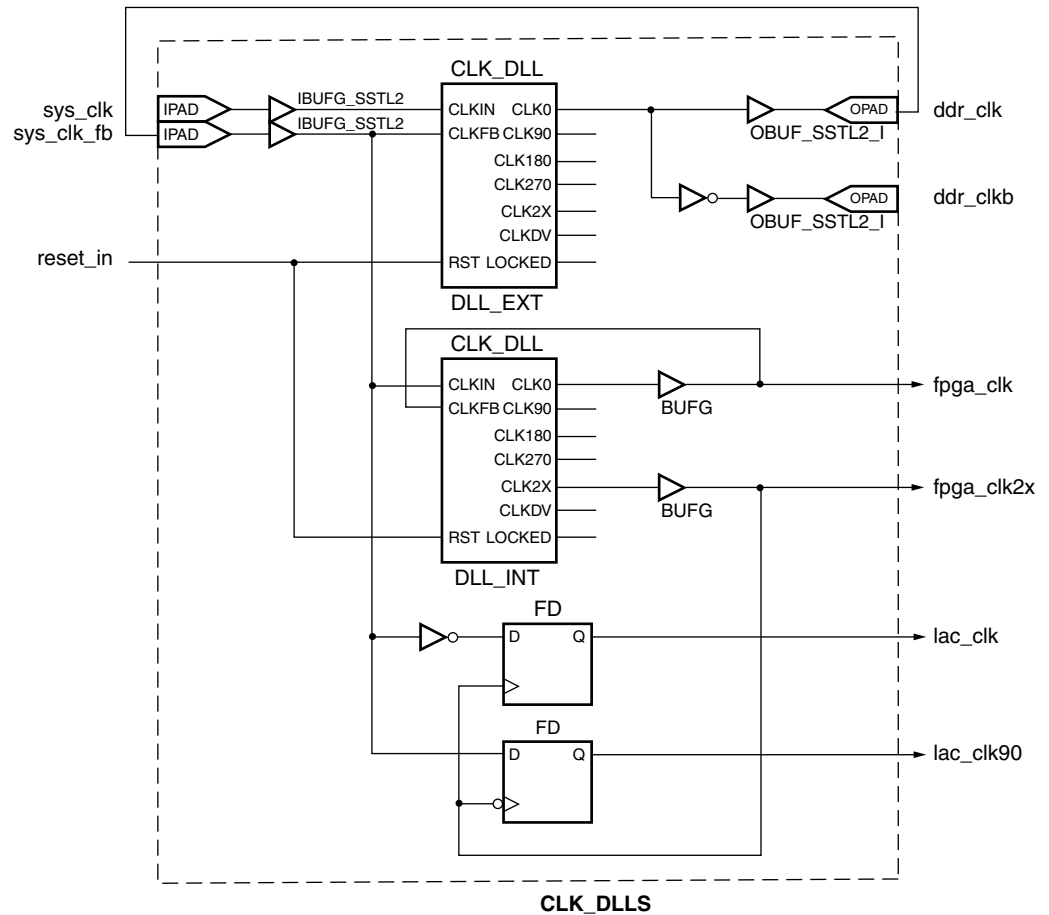 CLK_DLL
sys_clk IPAD IBUFG_SSTL2 CLKIN CLK0 OPAD ddr_clk
sys_clk_fb IPAD IBUFG_SSTL2 CLKFB CLK90 OBUF_SSTL2_I
CLK180
CLK270
CLK2X OPAD ddr_clkb
CLKDV OBUF_SSTL2_I
reset_in RST LOCKED
DLL_EXT
CLK_DLL
CLKIN CLK0 fpga_clk
CLKFB CLK90 BUFG
CLK180
CLK270
CLK2X fpga_clk2x
CLKDV BUFG
RST LOCKED
DLL_INT
FD
D Q lac_clk
FD
D Q lac_clk90
CLK_DLLS